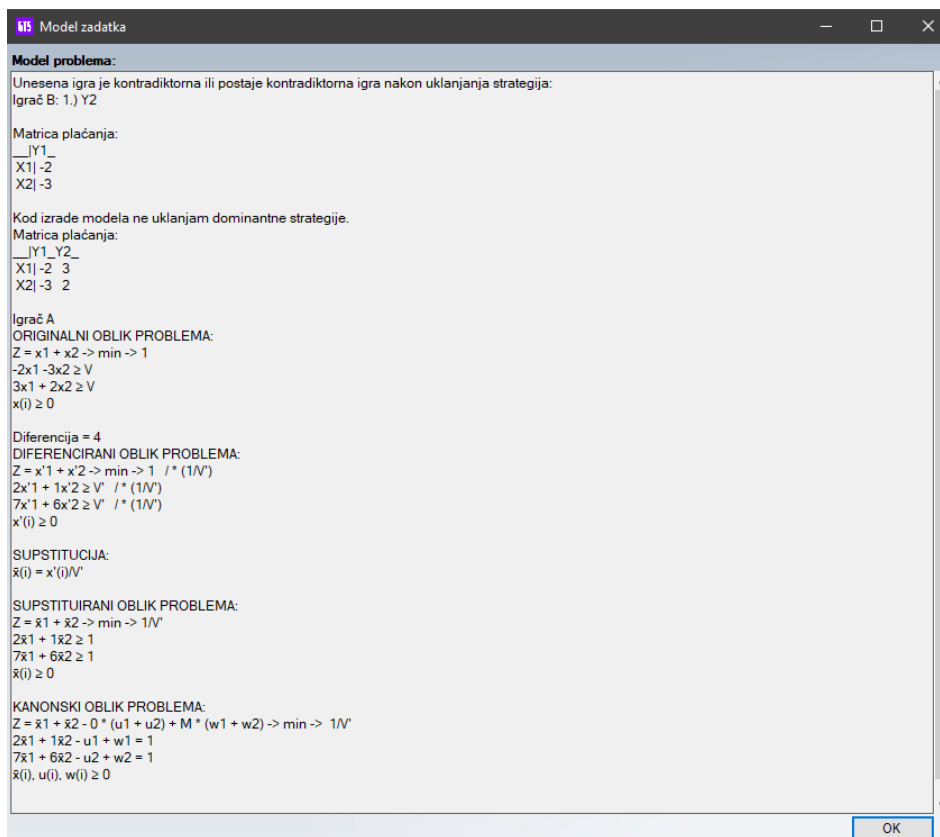 GTS Model zadatka
Model problema:
Unesena igra je kontradiktorna ili postaje kontradiktorna igra nakon uklanjanja strategija:
Igrač B: 1.) Y2
Matrica plaćanja:
__|Y1_
X1| -2
X2| -3
Kod izrade modela ne uklanjam dominantne strategije.
Matrica plaćanja:
__|Y1_Y2_
X1| -2 3
X2| -3 2
Igrač A
ORIGINALNI OBLIK PROBLEMA:
Z = x1 + x2 -> min -> 1
-2x1 -3x2 ≥ V
3x1 + 2x2 ≥ V
x(i) ≥ 0
Diferencija = 4
DIFERENCIRANI OBLIK PROBLEMA:
Z = x'1 + x'2 -> min -> 1 / * (1/V')
2x'1 + 1x'2 ≥ V' / * (1/V')
7x'1 + 6x'2 ≥ V' / * (1/V')
x'(i) ≥ 0
SUPSTITUCIJA:
x̄(i) = x'(i)/V'
SUPSTITUIRANI OBLIK PROBLEMA:
Z = x̄1 + x̄2 -> min -> 1/V'
2x̄1 + 1x̄2 ≥ 1
7x̄1 + 6x̄2 ≥ 1
x̄(i) ≥ 0
KANONSKI OBLIK PROBLEMA:
Z = x̄1 + x̄2 - 0 * (u1 + u2) + M * (w1 + w2) -> min -> 1/V'
2x̄1 + 1x̄2 - u1 + w1 = 1
7x̄1 + 6x̄2 - u2 + w2 = 1
x̄(i), u(i), w(i) ≥ 0
OK